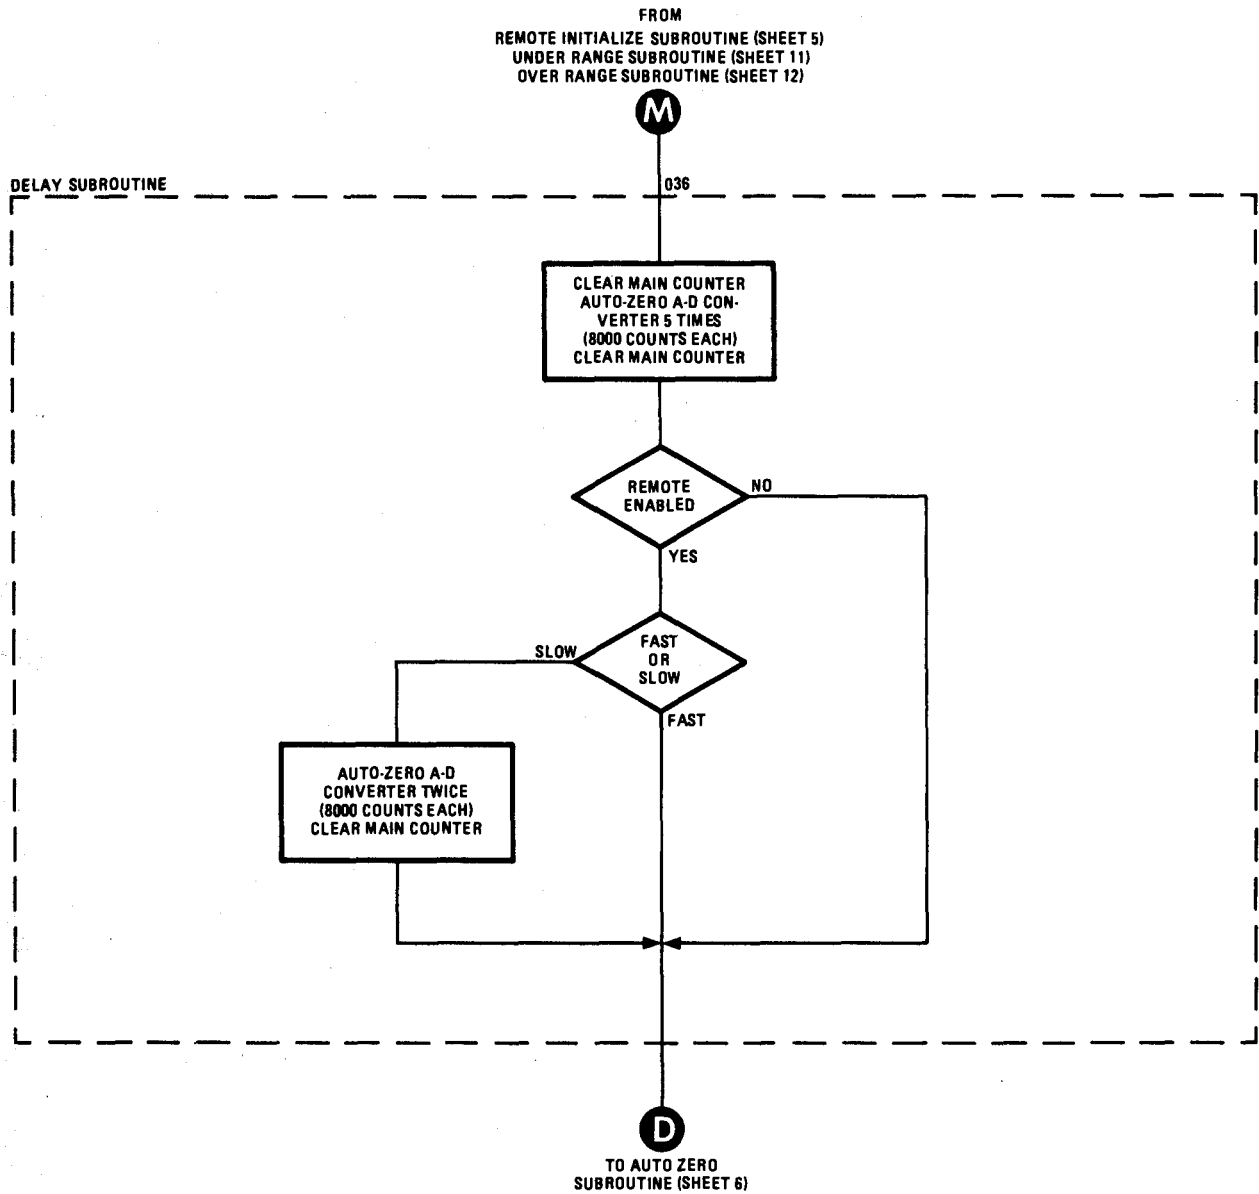 FROM
REMOTE INITIALIZE SUBROUTINE (SHEET 5)
UNDER RANGE SUBROUTINE (SHEET 11)
OVER RANGE SUBROUTINE (SHEET 12)
M
DELAY SUBROUTINE
036
CLEAR MAIN COUNTER
AUTO-ZERO A-D CON-
VERTER 5 TIMES
(8000 COUNTS EACH)
CLEAR MAIN COUNTER
REMOTE
ENABLED
NO
YES
FAST
OR
SLOW
SLOW
FAST
AUTO-ZERO A-D
CONVERTER TWICE
(8000 COUNTS EACH)
CLEAR MAIN COUNTER
D
TO AUTO ZERO
SUBROUTINE (SHEET 6)